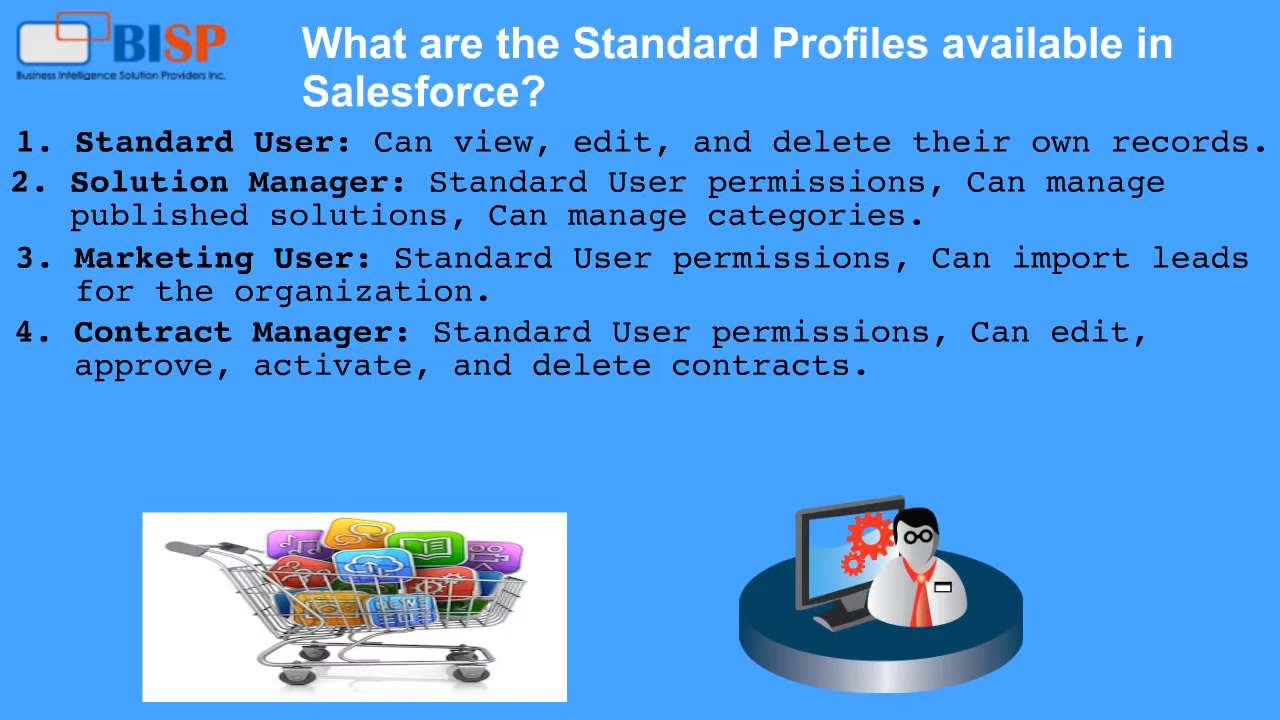 BISP
Business Intelligence Solution Providers Inc.
What are the Standard Profiles available in
Salesforce?
1. Standard User: Can view, edit, and delete their own records.
2. Solution Manager: Standard User permissions, Can manage
published solutions, Can manage categories.
3. Marketing User: Standard User permissions, Can import leads
for the organization.
4. Contract Manager: Standard User permissions, Can edit,
approve, activate, and delete contracts.
NEWS